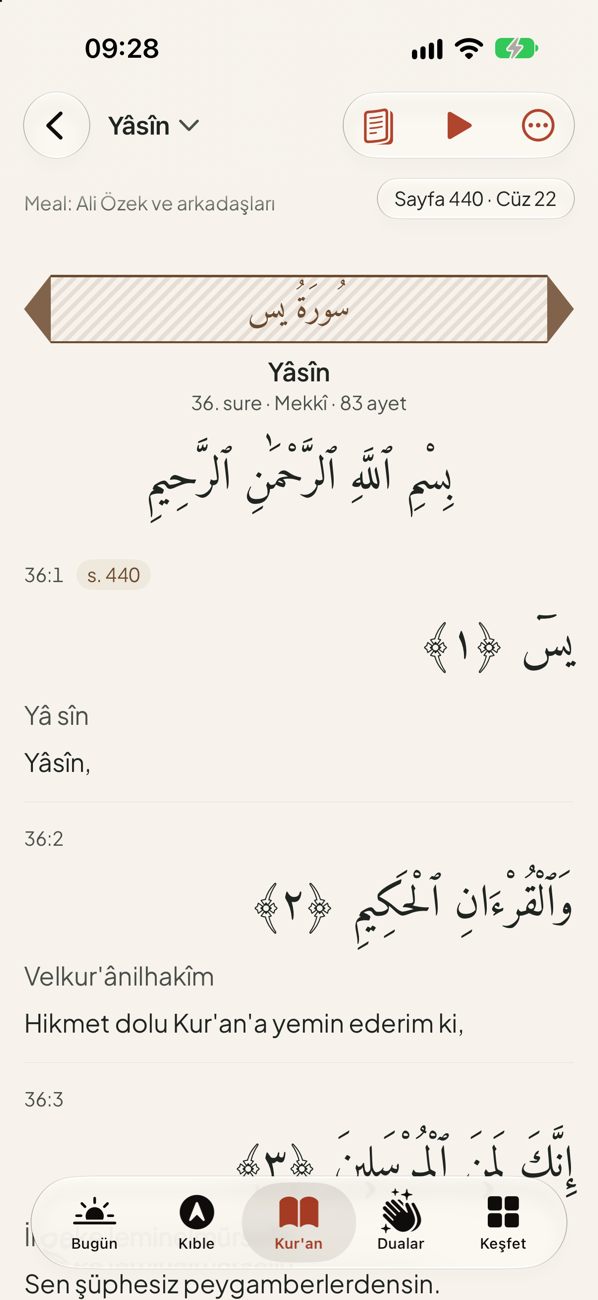 09:28
Yâsîn
Meal: Ali Özek ve arkadaşları
Sayfa 440 · Cüz 22
سُورَةُ يس
Yâsîn
36. sure · Mekkî · 83 ayet
بِسْمِ ٱللَّهِ ٱلرَّحْمَٰنِ ٱلرَّحِيمِ
36:1 s. 440
يسٓ ﴿١﴾
Yâ sîn
Yâsîn,
36:2
وَٱلْقُرْءَانِ ٱلْحَكِيمِ ﴿٢﴾
Velkur'ânilhakîm
Hikmet dolu Kur'an'a yemin ederim ki,
36:3
إِنَّكَ لَمِنَ ٱلْمُرْسَلِينَ ﴿٣﴾
Bugün Kıble Kur'an Dualar Keşfet
Sen şüphesiz peygamberlerdensin.